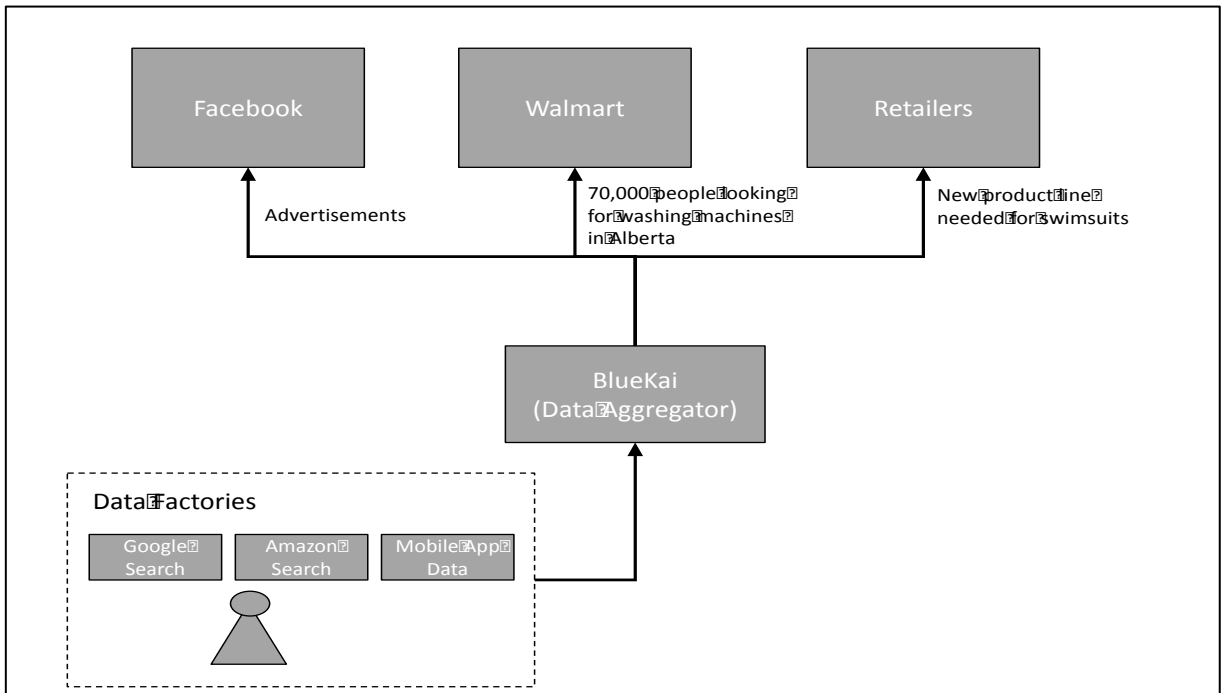 Facebook
Walmart
Retailers
Advertisements
70,000 people looking
for washing machines
in Alberta
New product line
needed for swimsuits
BlueKai
(Data Aggregator)
Data Factories
Google
Search
Amazon
Search
Mobile App
Data